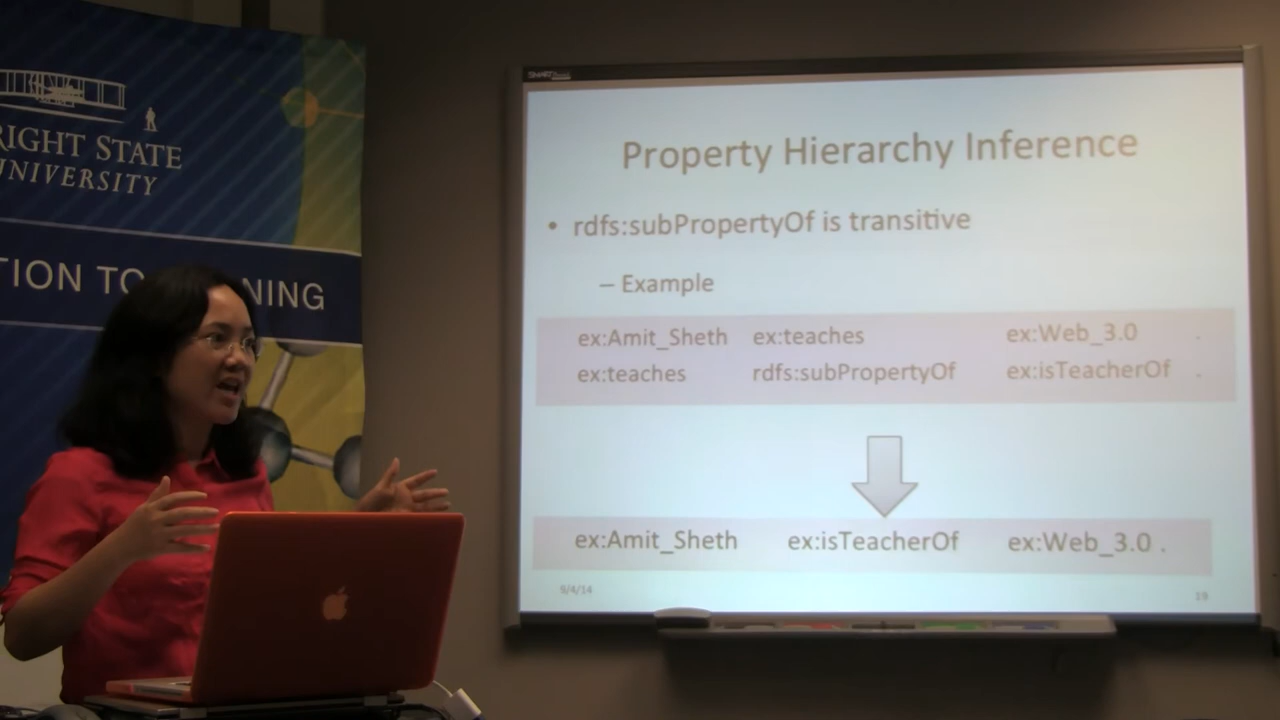 RIGHT STATE
UNIVERSITY
TION TO
NING
SMART
Property Hierarchy Inference
• rdfs:subPropertyOf is transitive
– Example
ex:Amit_Sheth ex:teaches ex:Web_3.0 .
ex:teaches rdfs:subPropertyOf ex:isTeacherOf .
ex:Amit_Sheth ex:isTeacherOf ex:Web_3.0 .
9/4/14
19